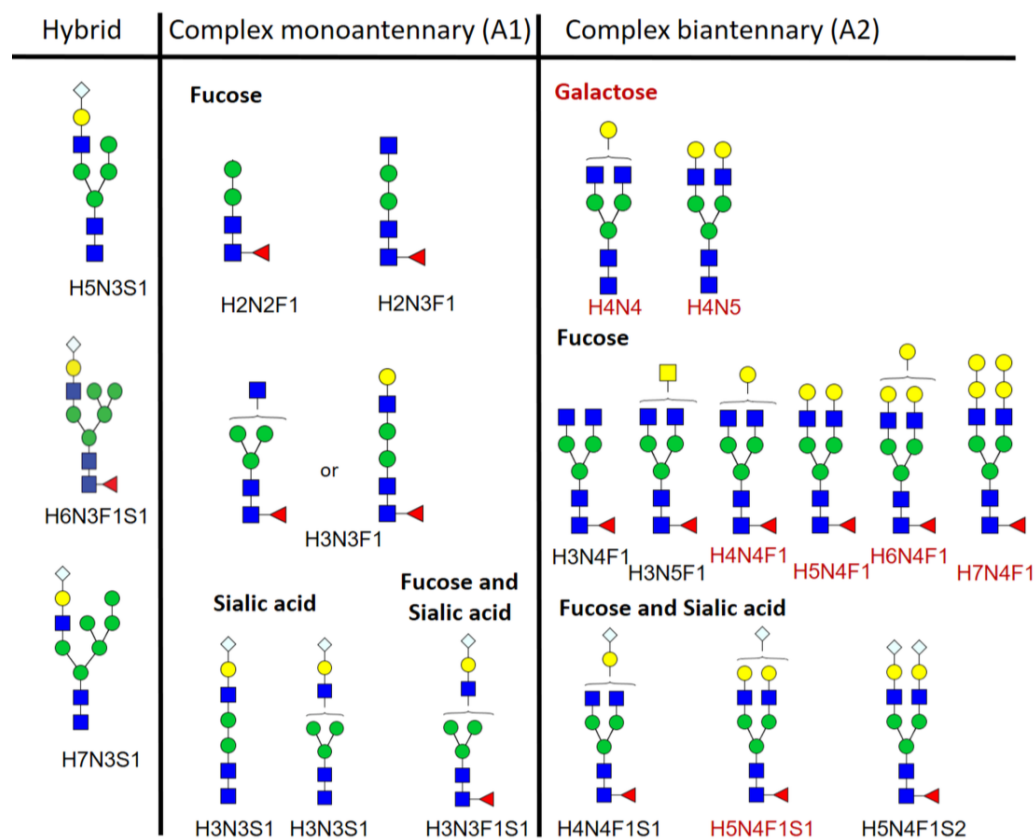 Hybrid
Complex monoantennary (A1)
Complex biantennary (A2)
H5N3S1
H6N3F1S1
H7N3S1
Fucose
H2N2F1
H2N3F1
or
H3N3F1
Sialic acid
Fucose and
Sialic acid
H3N3S1
H3N3S1
H3N3F1S1
Galactose
H4N4
H4N5
Fucose
H3N4F1
H3N5F1
H4N4F1
H5N4F1
H6N4F1
H7N4F1
Fucose and Sialic acid
H4N4F1S1
H5N4F1S1
H5N4F1S2